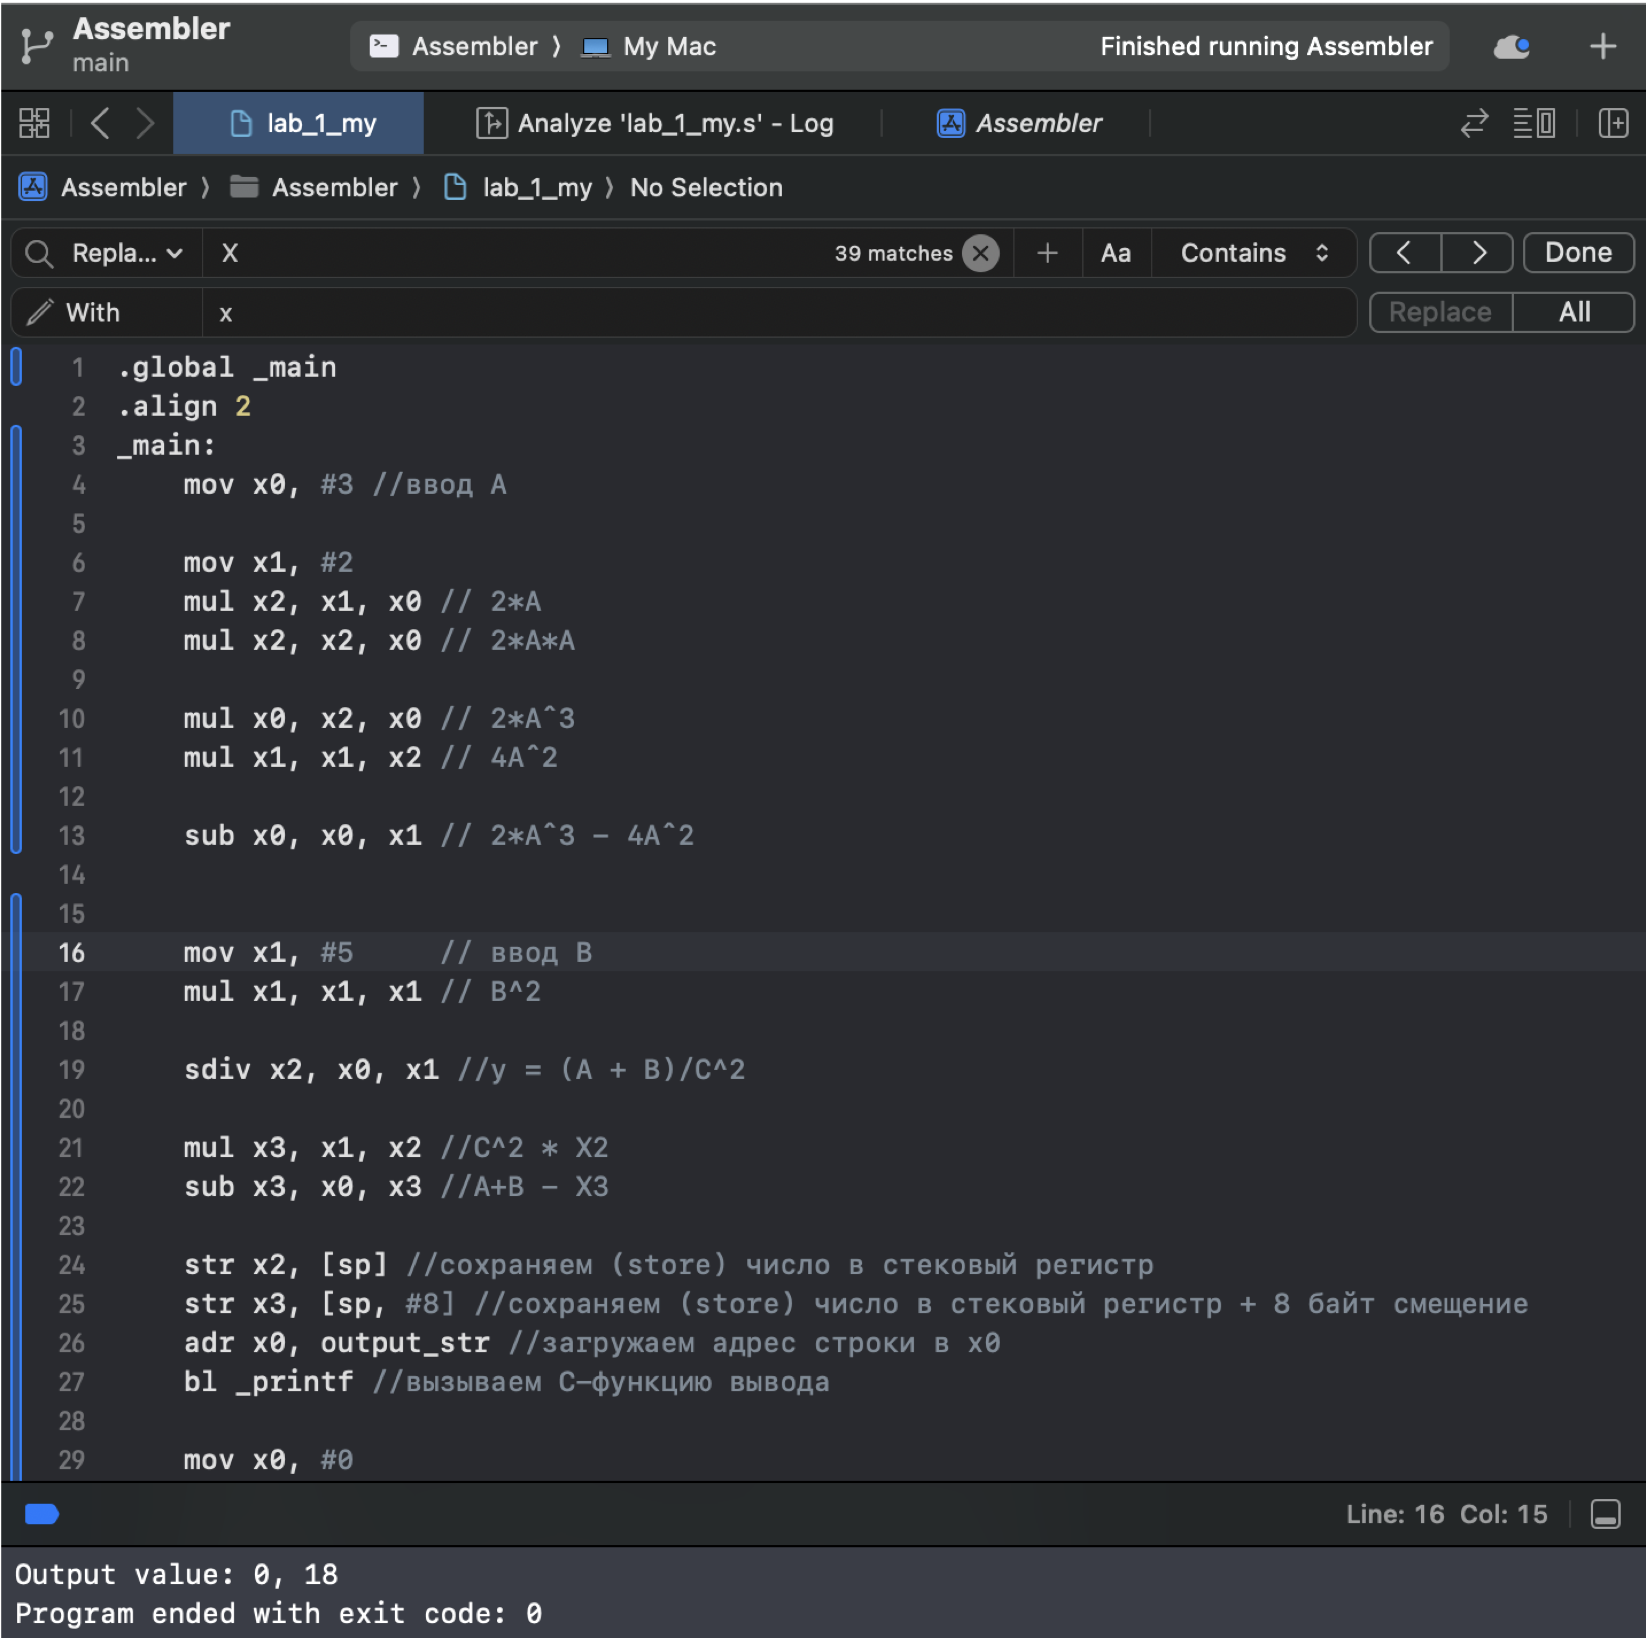 Assembler
main
Assembler 〉 My Mac
Finished running Assembler
lab_1_my
Analyze 'lab_1_my.s' - Log
Assembler
Assembler 〉 Assembler 〉 lab_1_my 〉 No Selection
Repla... X 39 matches Aa Contains Done
With x Replace All
1 .global _main
2 .align 2
3 _main:
4 mov x0, #3 //ввод A
5
6 mov x1, #2
7 mul x2, x1, x0 // 2*A
8 mul x2, x2, x0 // 2*A*A
9
10 mul x0, x2, x0 // 2*Aˆ3
11 mul x1, x1, x2 // 4Aˆ2
12
13 sub x0, x0, x1 // 2*Aˆ3 - 4Aˆ2
14
15
16 mov x1, #5 // ввод B
17 mul x1, x1, x1 // B^2
18
19 sdiv x2, x0, x1 //y = (A + B)/C^2
20
21 mul x3, x1, x2 //C^2 * X2
22 sub x3, x0, x3 //A+B - X3
23
24 str x2, [sp] //сохраняем (store) число в стековый регистр
25 str x3, [sp, #8] //сохраняем (store) число в стековый регистр + 8 байт смещение
26 adr x0, output_str //загружаем адрес строки в x0
27 bl _printf //вызываем C-функцию вывода
28
29 mov x0, #0
Line: 16 Col: 15
Output value: 0, 18
Program ended with exit code: 0